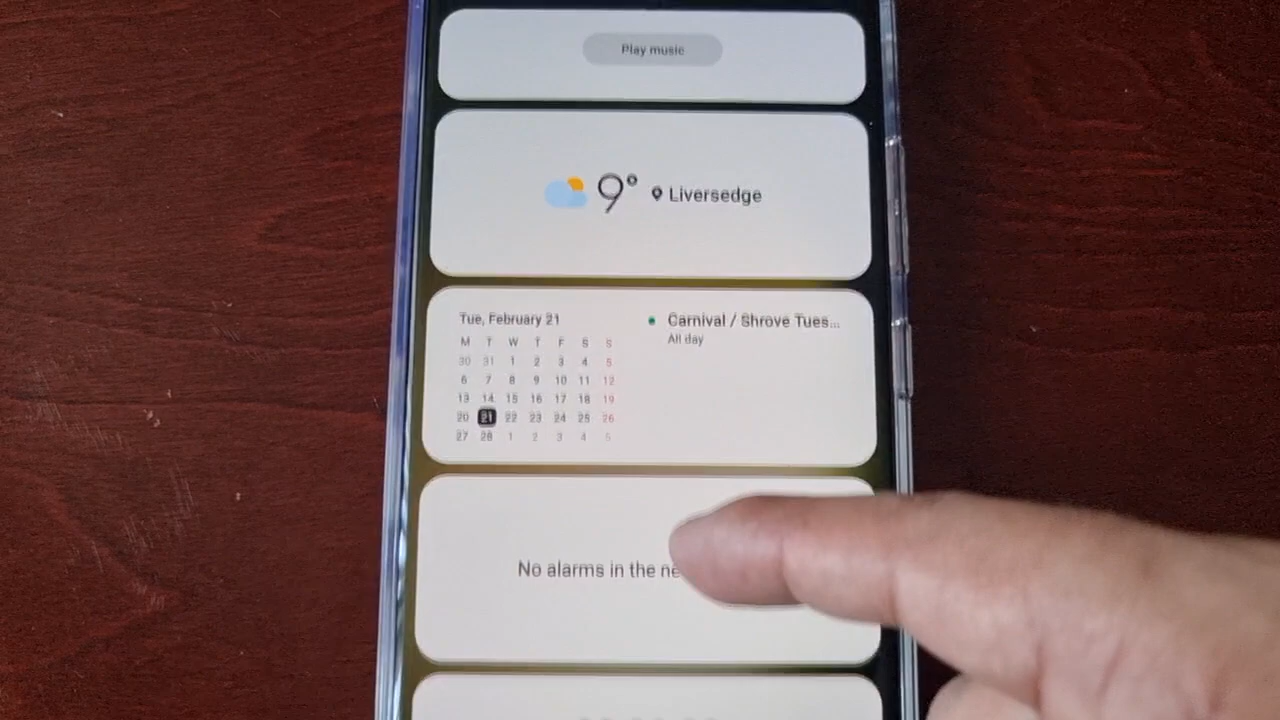 Play music
9° Liversedge
Tue, February 21
M T W T F S S
30 31 1 2 3 4 5
6 7 8 9 10 11 12
13 14 15 16 17 18 19
20 21 22 23 24 25 26
27 28 1 2 3 4 5
Carnival / Shrove Tues...
All day
No alarms in the